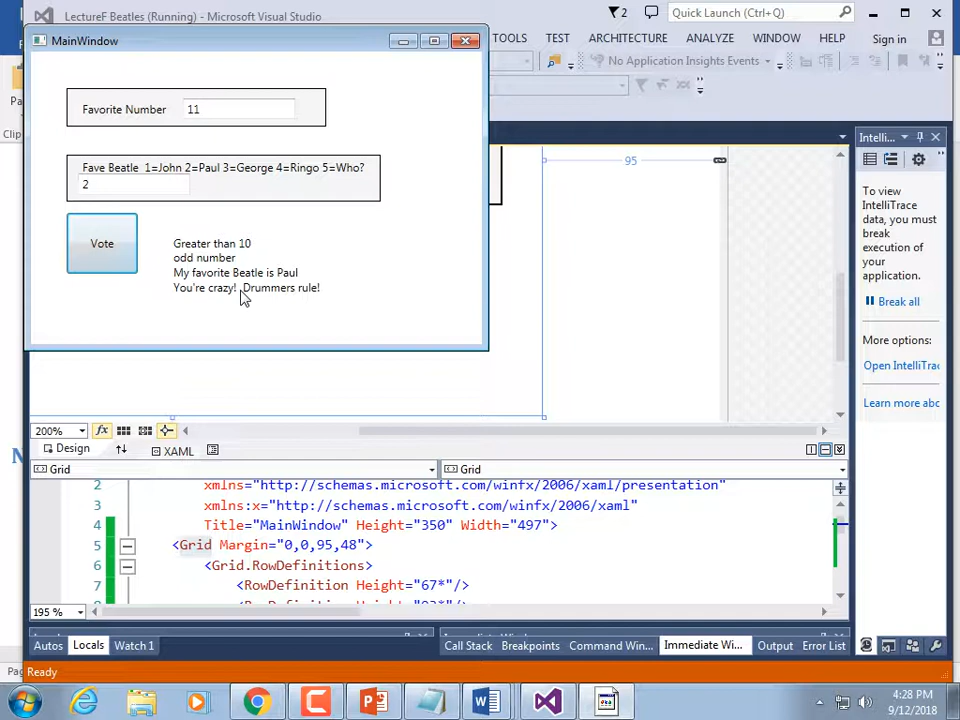 LectureF Beatles (Running) - Microsoft Visual Studio
2
Quick Launch (Ctrl+Q)
MainWindow
TOOLS TEST ARCHITECTURE ANALYZE WINDOW HELP Sign in
No Application Insights Events
Favorite Number 11
Fave Beatle 1=John 2=Paul 3=George 4=Ringo 5=Who?
2
Vote
Greater than 10
odd number
My favorite Beatle is Paul
You're crazy! Drummers rule!
95
Intelli...
To view
IntelliTrace
data, you must
break
execution of
your
application.
Break all
More options:
Open IntelliTrac
Learn more abo
200%
fx
Design
XAML
Grid
Grid
2 xmlns="http://schemas.microsoft.com/winfx/2006/xaml/presentation"
3 xmlns:x="http://schemas.microsoft.com/winfx/2006/xaml"
4 Title="MainWindow" Height="350" Width="497">
5 <Grid Margin="0,0,95,48">
6 <Grid.RowDefinitions>
7 <RowDefinition Height="67*"/>
195 %
Autos Locals Watch 1
Call Stack Breakpoints Command Win... Immediate Wi... Output Error List
Ready
4:28 PM
9/12/2018